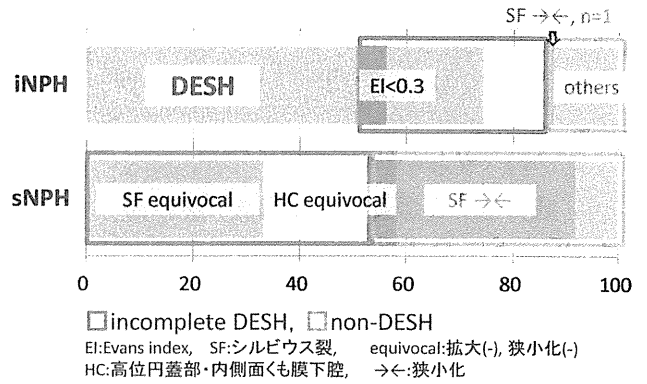 SF →←, n=1
iNPH
DESH
EI<0.3
others
sNPH
SF equivocal
HC equivocal
SF →←
0 20 40 60 80 100
□incomplete DESH, □non-DESH
EI:Evans index, SF:シルビウス裂, equivocal:拡大(-), 狭小化(-)
HC:高位円蓋部・内側面くも膜下腔, →←:狭小化